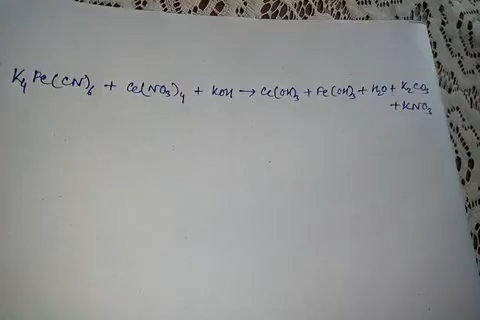 K₄Fe(CN)₆ + Ce(NO₃)₄ + KOH → Ce(OH)₃ + Fe(OH)₃ + H₂O + K₂CO₃
+ KNO₃